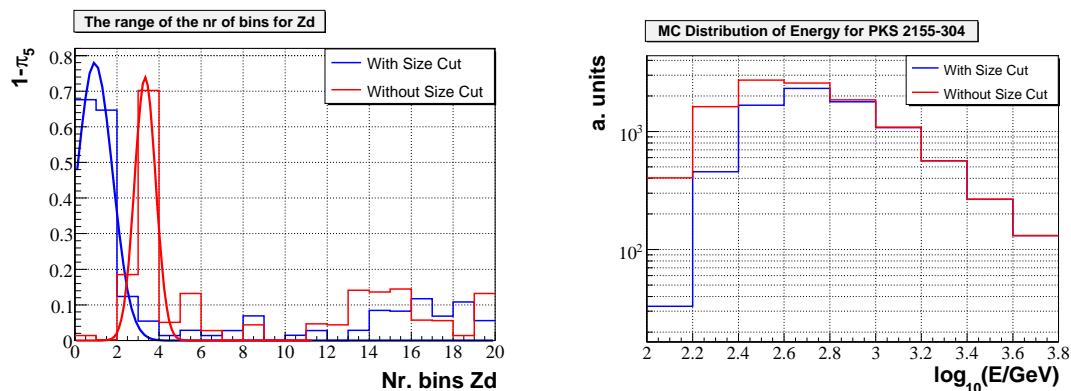 The range of the nr of bins for Zd
1-π5
0.8
0.7
0.6
0.5
0.4
0.3
0.2
0.1
0
With Size Cut
Without Size Cut
0 2 4 6 8 10 12 14 16 18 20
Nr. bins Zd
MC Distribution of Energy for PKS 2155-304
a. units
10^3
10^2
With Size Cut
Without Size Cut
2 2.2 2.4 2.6 2.8 3 3.2 3.4 3.6 3.8
log10(E/GeV)